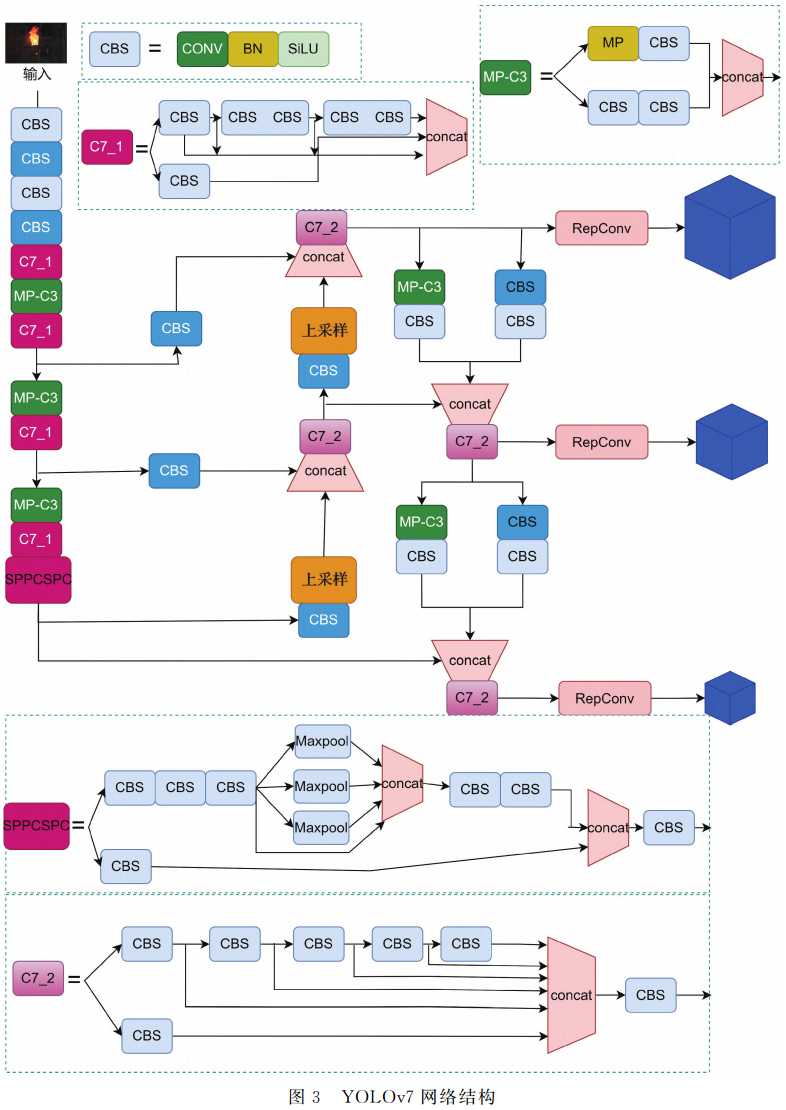 输入
CBS = CONV BN SiLU
MP-C3 = MP CBS CBS CBS concat
C7_1 = CBS CBS CBS CBS CBS CBS concat
CBS
CBS
CBS
CBS
C7_1
MP-C3
C7_1
MP-C3
C7_1
MP-C3
C7_1
SPPCSPC
CBS
CBS
C7_2
concat
上采样
CBS
C7_2
concat
上采样
CBS
RepConv
MP-C3 CBS
CBS CBS
concat
C7_2 RepConv
MP-C3 CBS
CBS CBS
concat
C7_2 RepConv
SPPCSPC = CBS CBS CBS Maxpool Maxpool Maxpool concat CBS CBS CBS concat CBS
C7_2 = CBS CBS CBS CBS CBS CBS concat CBS
图 3 YOLOv7 网络结构